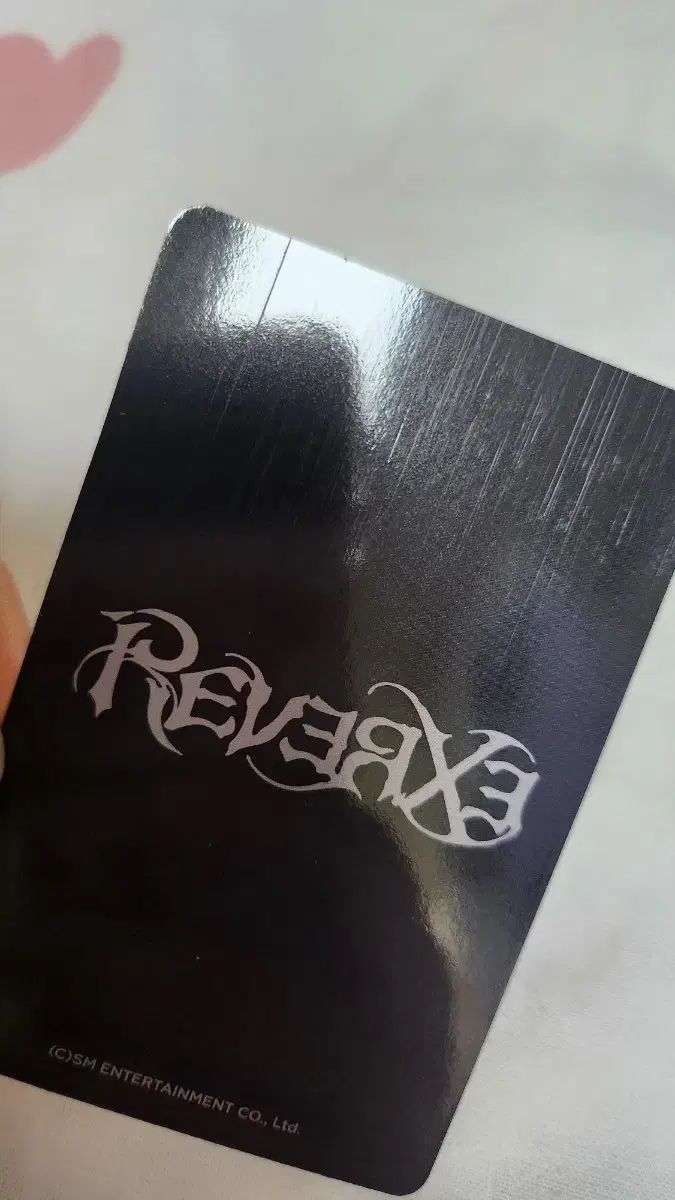 REVERXE
(C)SM ENTERTAINMENT CO., Ltd.